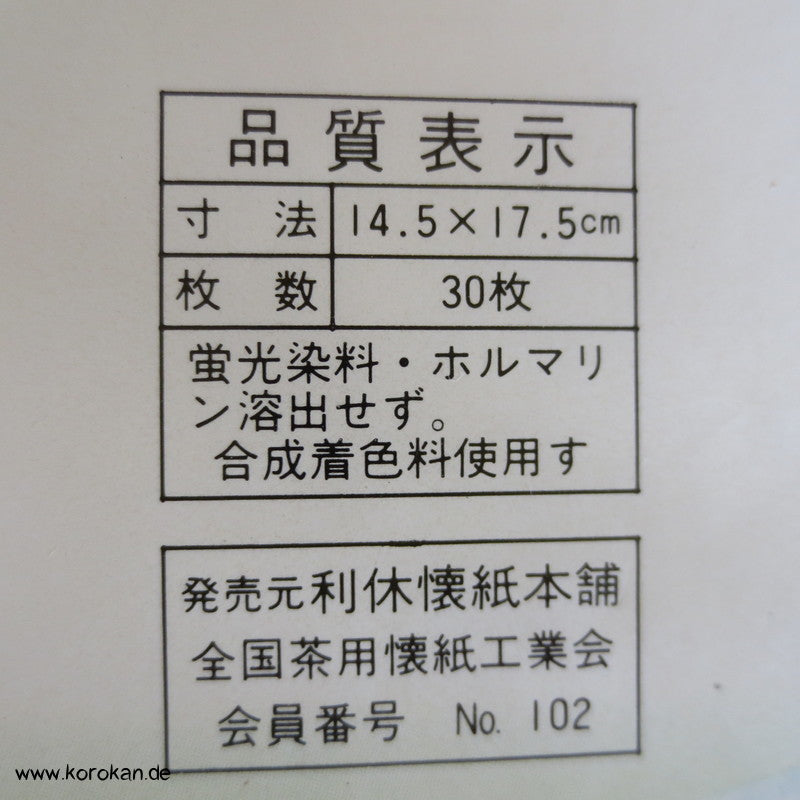 品質表示
寸法 14.5×17.5cm
枚数 30枚
蛍光染料・ホルマリ
ン溶出せず。
合成着色料使用す
発売元利休懐紙本舗
全国茶用懐紙工業会
会員番号 No. 102
www.korokan.de